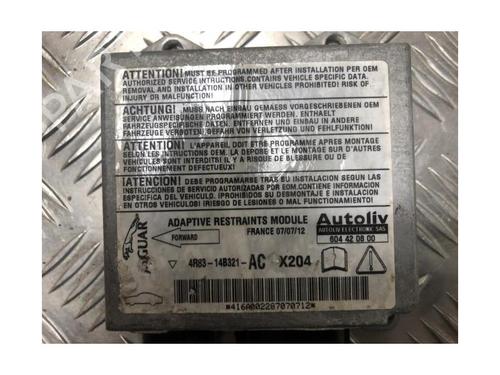 ATTENTION! MUST BE PROGRAMMED AFTER INSTALLATION PER OEM
AUTHORIZED SERVICE INSTRUCTIONS. CONTAINS VEHICLE SPECIFIC DATA.
REMOVAL AND INSTALLATION IN OTHER VEHICLES PROHIBITED! RISK OF
INJURY OR MALFUNCTION!
ACHTUNG! MUSS NACH EINBAU GEMAESS VORGESCHRIEBENEN OEM
SERVICE ANWEISUNGEN PROGRAMMIERT WERDEN. ENTHAELT
FAHRZEUGSPEZIFISCHE DATEN. ENTFERNEN UND EINBAU IN ANDERE
FAHRZEUGE VERBOTEN, GEFAHR VON VERLETZUNG UND FEHLFUNKTION!
ATTENTION! L'APPAREIL DOIT ETRE PROGRAMME APRES MONTAGE
SELON LES INSTRUCTIONS OEM. LA DEPOSE ET LE MONTAGE SUR D'AUTRES
VEHICULES SONT INTERDITS! IL Y A RISQUE DE BLESSURE OU DE
FONCTIONNEMENT DEFECTUEUX!
¡ATENCION! DEBE PROGRAMARSE TRAS SU INSTALACION SEGUN LAS
INSTRUCCIONES DE SERVICIO AUTORIZADAS POR EOM. CONTIENE INFORMACION
ESPECIFICA DEL VEHICULO. ¡PROHIBIDO SU DESMONTAJE E INSTALACION
EN OTROS VEHICULOS! ¡RIESGO DE LESIONES O MAL FUNCIONAMIENTO!
JAGUAR
ADAPTIVE RESTRAINTS MODULE
FORWARD
FRANCE 07/07/12
Autoliv
AUTOLIV ELECTRONIC SAS
604 42 08 00
4R83-14B321-AC X204
*416A002287070712*